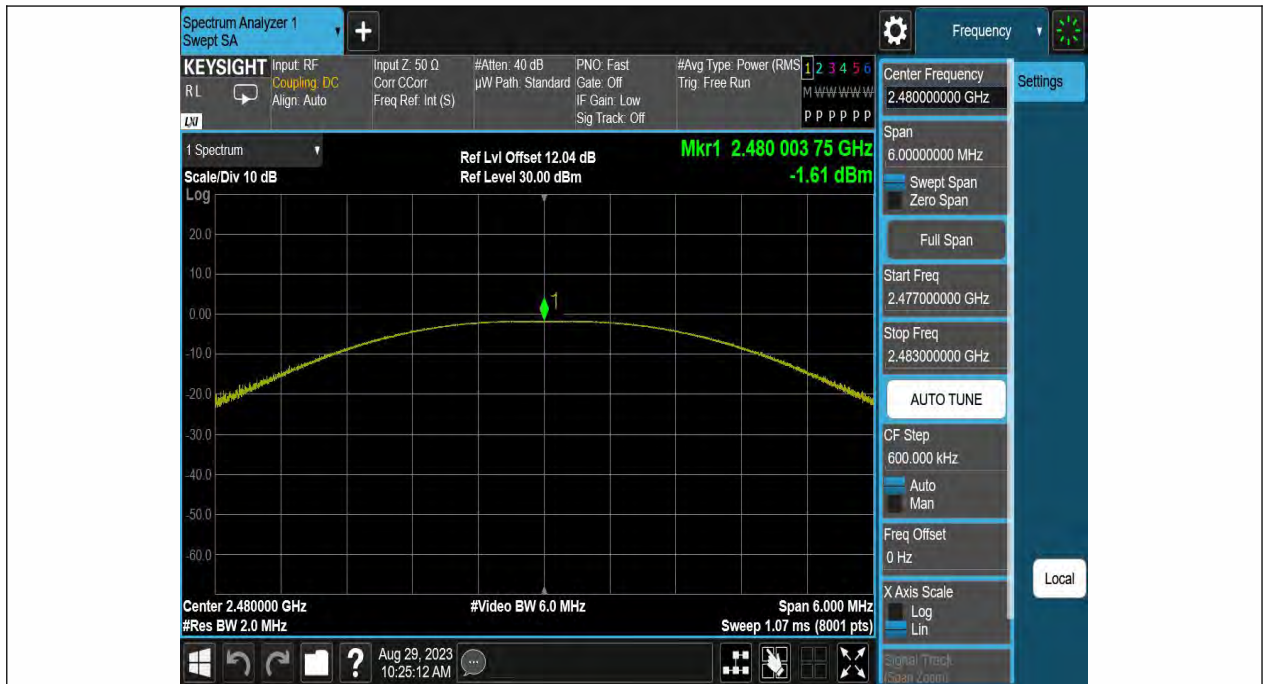 Spectrum Analyzer 1
Swept SA
+
Frequency
KEYSIGHT
RL
LXI
Input: RF
Coupling: DC
Align: Auto
Input Z: 50 Ω
Corr CCorr
Freq Ref: Int (S)
#Atten: 40 dB
µW Path: Standard
PNO: Fast
Gate: Off
IF Gain: Low
Sig Track: Off
#Avg Type: Power (RMS
Trig: Free Run
1 2 3 4 5 6
M W W W W W
P P P P P P
1 Spectrum
Scale/Div 10 dB
Log
Ref Lvl Offset 12.04 dB
Ref Level 30.00 dBm
Mkr1 2.480 003 75 GHz
-1.61 dBm
20.0
10.0
0.00
-10.0
-20.0
-30.0
-40.0
-50.0
-60.0
1
Center 2.480000 GHz
#Res BW 2.0 MHz
#Video BW 6.0 MHz
Span 6.000 MHz
Sweep 1.07 ms (8001 pts)
Center Frequency
2.480000000 GHz
Settings
Span
6.00000000 MHz
Swept Span
Zero Span
Full Span
Start Freq
2.477000000 GHz
Stop Freq
2.483000000 GHz
AUTO TUNE
CF Step
600.000 kHz
Auto
Man
Freq Offset
0 Hz
X Axis Scale
Log
Lin
Signal Track
(Span Zoom)
Local
?
Aug 29, 2023
10:25:12 AM